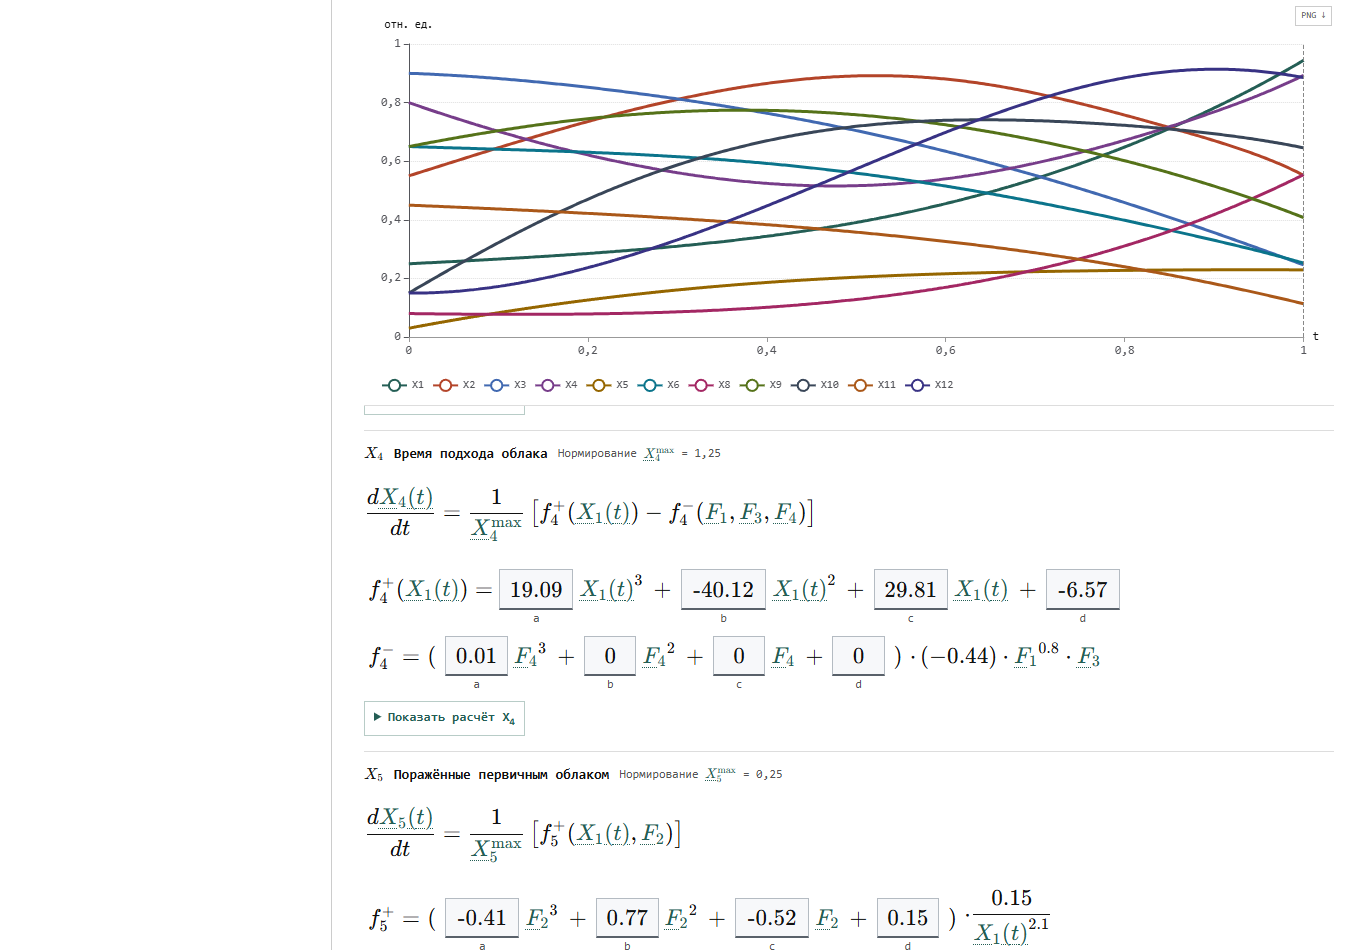 отн. ед.
PNG ↓
1
0,8
0,6
0,4
0,2
0
0 0,2 0,4 0,6 0,8 1 t
X1 X2 X3 X4 X5 X6 X8 X9 X10 X11 X12
X₄ Время подхода облака Нормирование X₄ᵐᵃˣ = 1,25
dX₄(t)/dt = 1/X₄ᵐᵃˣ [f₄⁺(X₁(t)) − f₄⁻(F₁, F₃, F₄)]
f₄⁺(X₁(t)) = 19.09 X₁(t)³ + -40.12 X₁(t)² + 29.81 X₁(t) + -6.57
a b c d
f₄⁻ = ( 0.01 F₄³ + 0 F₄² + 0 F₄ + 0 ) · (−0.44) · F₁^0.8 · F₃
a b c d
▶ Показать расчёт X₄
X₅ Поражённые первичным облаком Нормирование X₅ᵐᵃˣ = 0,25
dX₅(t)/dt = 1/X₅ᵐᵃˣ [f₅⁺(X₁(t), F₂)]
f₅⁺ = ( -0.41 F₂³ + 0.77 F₂² + -0.52 F₂ + 0.15 ) · 0.15/X₁(t)^2.1
a b c d